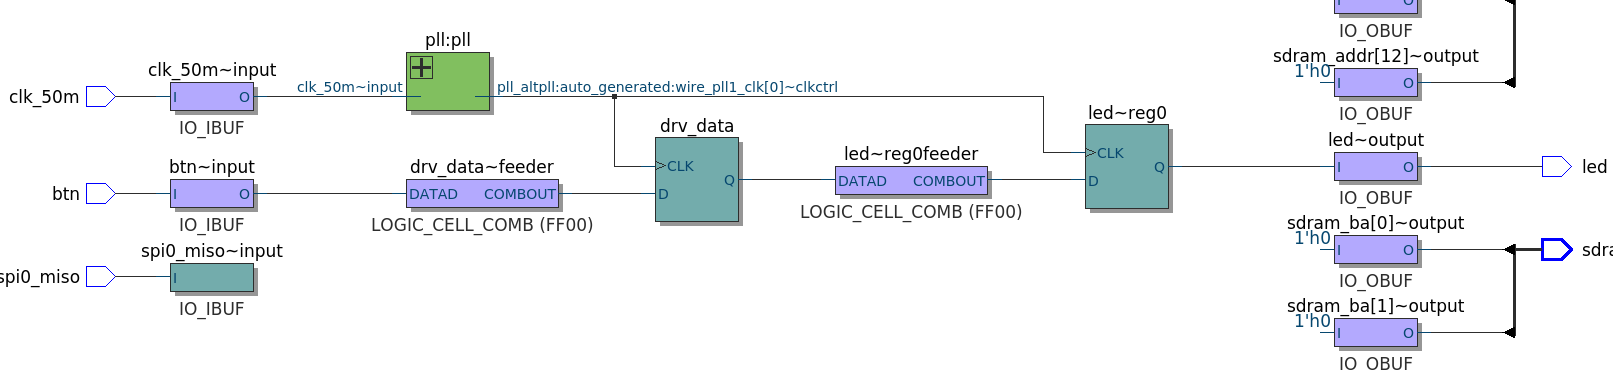 pll:pll
clk_50m~input
clk_50m
I
O
IO_IBUF
clk_50m~input
pll_altpll:auto_generated:wire_pll1_clk[0]~clkctrl
btn~input
btn
I
O
IO_IBUF
drv_data~feeder
DATAD
COMBOUT
LOGIC_CELL_COMB (FF00)
drv_data
CLK
D
Q
led~reg0feeder
DATAD
COMBOUT
LOGIC_CELL_COMB (FF00)
led~reg0
CLK
D
Q
spi0_miso~input
spi0_miso
I
IO_IBUF
O
IO_OBUF
sdram_addr[12]~output
1'h0
I
O
IO_OBUF
led~output
I
O
led
IO_OBUF
sdram_ba[0]~output
1'h0
I
O
sdra
IO_OBUF
sdram_ba[1]~output
1'h0
I
O
IO_OBUF